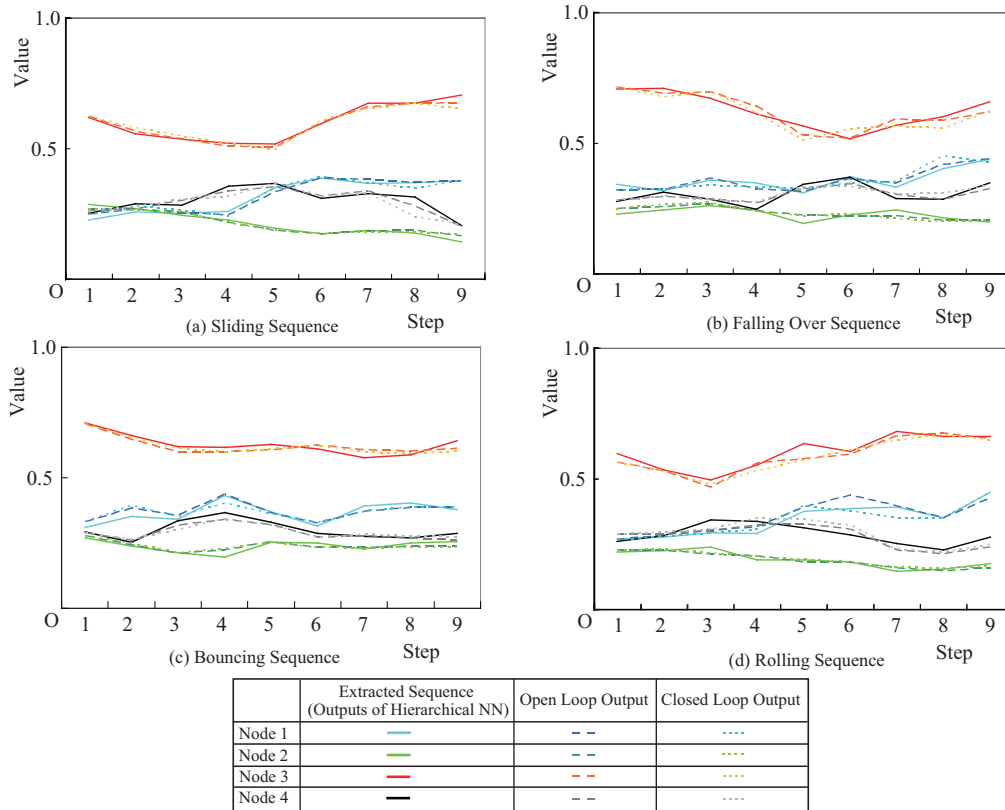 1.0
Value
0.5
O
1 2 3 4 5 6 7 8 9
(a) Sliding Sequence
Step
1.0
Value
0.5
O
1 2 3 4 5 6 7 8 9
(b) Falling Over Sequence
Step
1.0
Value
0.5
O
1 2 3 4 5 6 7 8 9
(c) Bouncing Sequence
Step
1.0
Value
0.5
O
1 2 3 4 5 6 7 8 9
(d) Rolling Sequence
Step
Extracted Sequence
(Outputs of Hierarchical NN)
Open Loop Output
Closed Loop Output
Node 1
Node 2
Node 3
Node 4